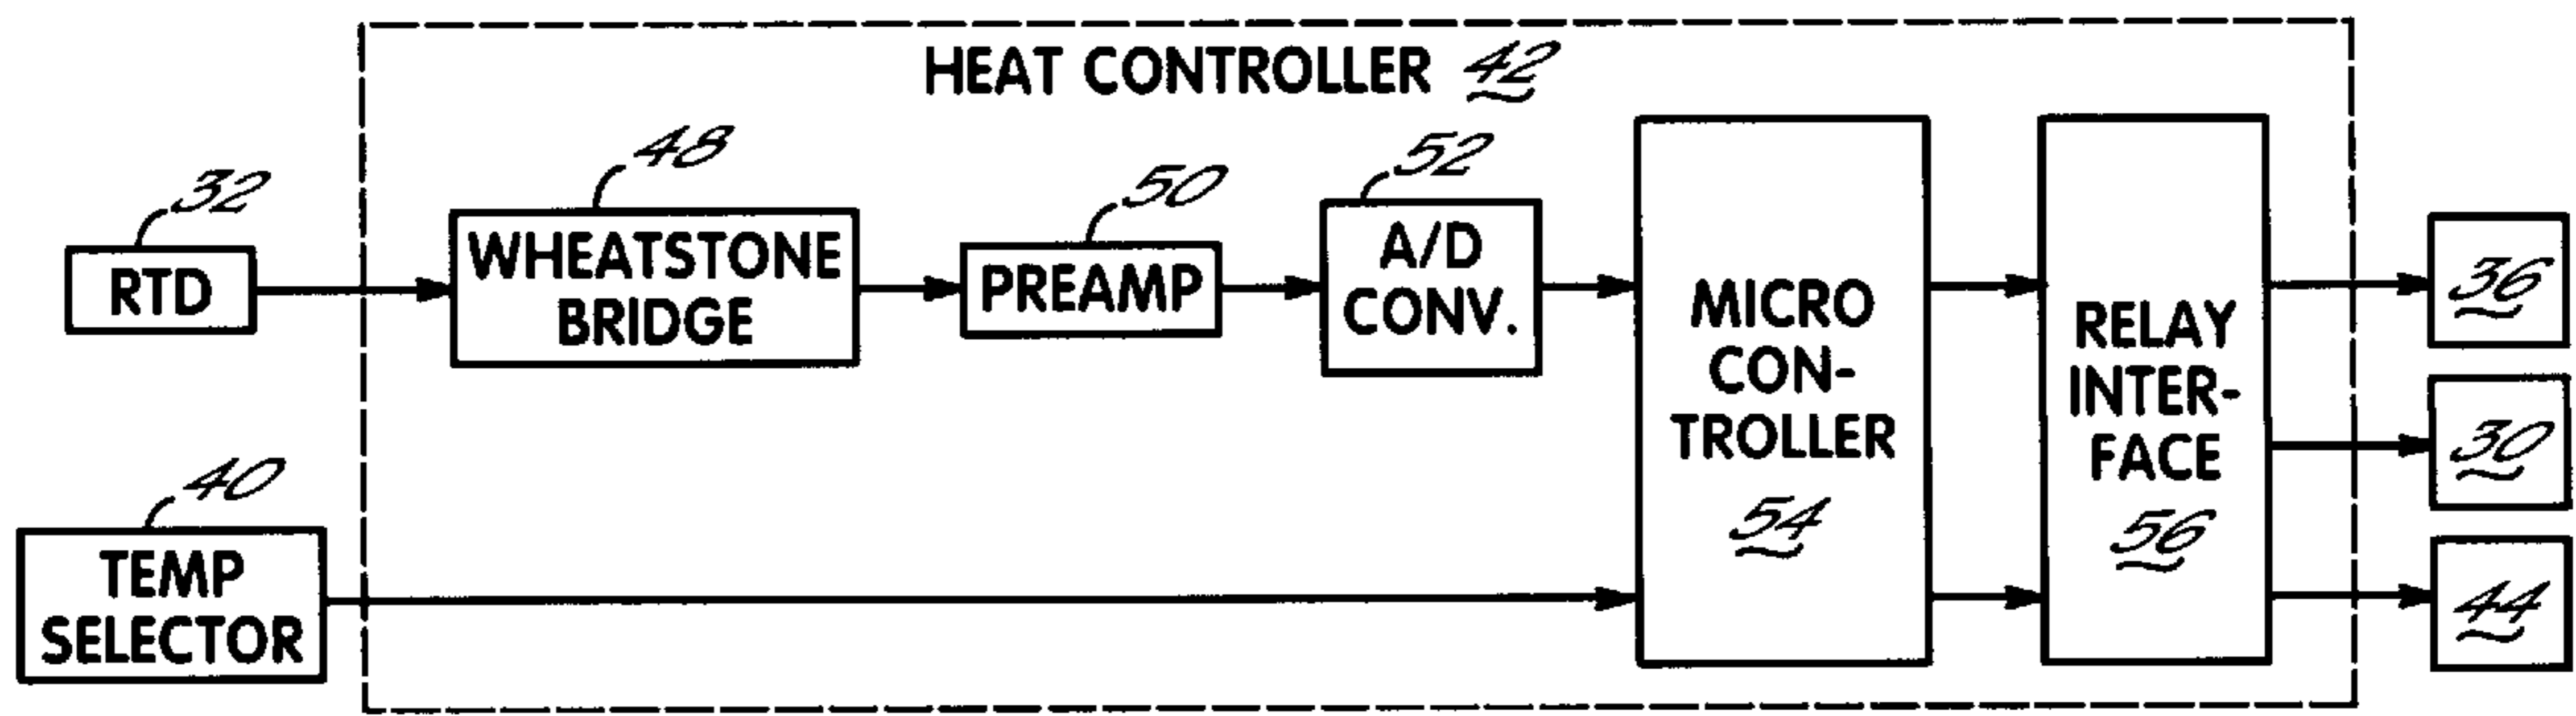 HEAT CONTROLLER 42
32
RTD
48
WHEATSTONE
BRIDGE
50
PREAMP
52
A/D
CONV.
MICRO
CON-
TROLLER
54
RELAY
INTER-
FACE
56
36
30
44
40
TEMP
SELECTOR